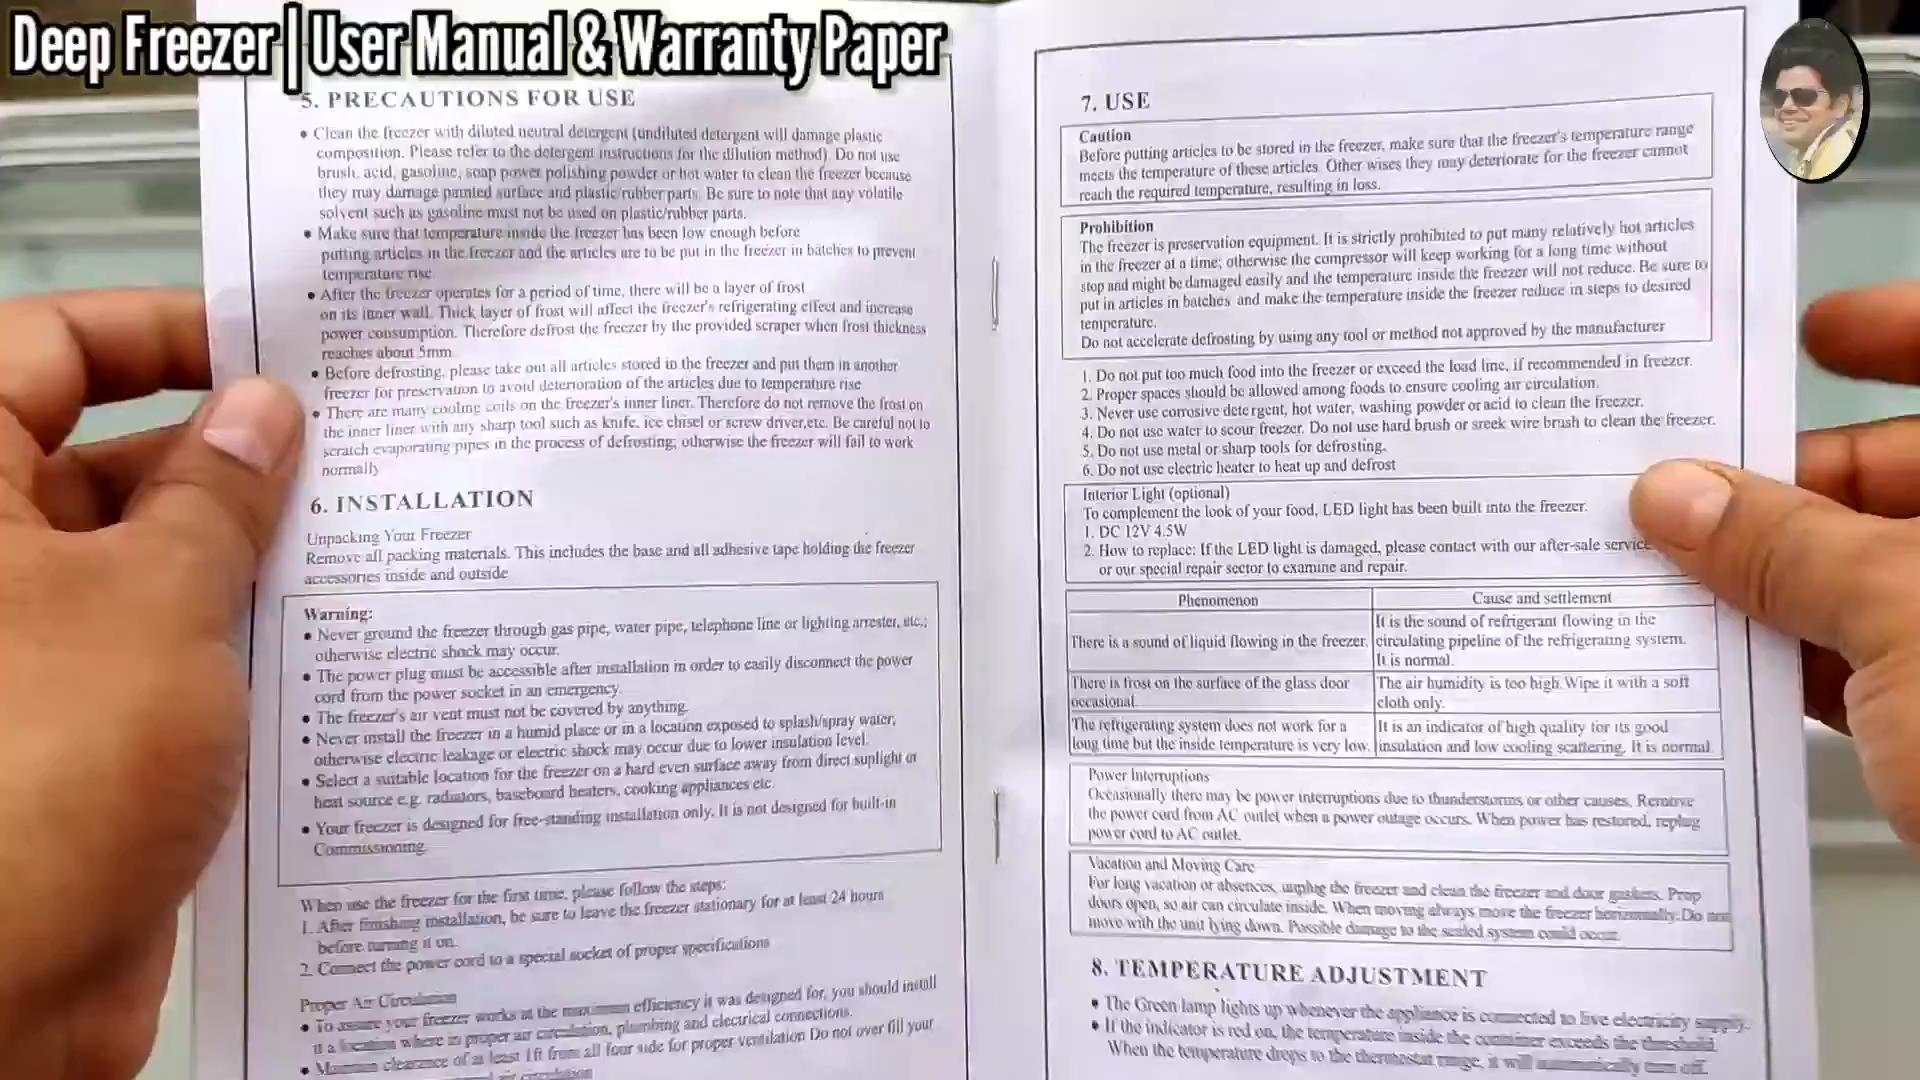 Deep Freezer | User Manual & Warranty Paper
5. PRECAUTIONS FOR USE
● Clean the freezer with diluted neutral detergent (undiluted detergent will damage plastic
composition. Please refer to the detergent instructions for the dilution method). Do not use
brush, acid, gasoline, soap power polishing powder or hot water to clean the freezer because
they may damage painted surface and plastic/rubber parts. Be sure to note that any volatile
solvent such as gasoline must not be used on plastic/rubber parts.
● Make sure that temperature inside the freezer has been low enough before
putting articles in the freezer and the articles are to be put in the freezer in batches to prevent
temperature rise
● After the freezer operates for a period of time, there will be a layer of frost
on its inner wall. Thick layer of frost will affect the freezer's refrigerating effect and increase
power consumption. Therefore defrost the freezer by the provided scraper when frost thickness
reaches about 5mm
● Before defrosting, please take out all articles stored in the freezer and put them in another
freezer for preservation to avoid deterioration of the articles due to temperature rise
● There are many cooling coils on the freezer's inner liner. Therefore do not remove the frost on
the inner liner with any sharp tool such as knife, ice chisel or screw driver,etc. Be careful not to
scratch evaporating pipes in the process of defrosting, otherwise the freezer will fail to work
normally
6. INSTALLATION
Unpacking Your Freezer
Remove all packing materials. This includes the base and all adhesive tape holding the freezer
accessories inside and outside
Warning:
● Never ground the freezer through gas pipe, water pipe, telephone line or lighting arrester, etc.;
otherwise electric shock may occur.
● The power plug must be accessible after installation in order to easily disconnect the power
cord from the power socket in an emergency.
● The freezer's air vent must not be covered by anything.
● Never install the freezer in a humid place or in a location exposed to splash/spray water,
otherwise electric leakage or electric shock may occur due to lower insulation level.
● Select a suitable location for the freezer on a hard even surface away from direct suplight or
heat source e.g. radiators, baseboard heaters, cooking appliances etc.
● Your freezer is designed for free-standing installation only. It is not designed for built-in
Commissioning.
When use the freezer for the first time, please follow the steps:
1. After finishing installation, be sure to leave the freezer stationary for at least 24 hours
before turning it on.
2. Connect the power cord to a special socket of proper specifications
Proper Air Circulation
● To assure your freezer works at the maximum efficiency it was designed for, you should install
it a location where in proper air circulation, plumbing and electrical connections.
● Maintain clearance of at least 1ft from all four side for proper ventilation Do not over fill your
air circulation
7. USE
Caution
Before putting articles to be stored in the freezer, make sure that the freezer's temperature range
meets the temperature of these articles. Other wises they may deteriorate for the freezer cannot
reach the required temperature, resulting in loss.
Prohibition
The freezer is preservation equipment. It is strictly prohibited to put many relatively hot articles
in the freezer at a time; otherwise the compressor will keep working for a long time without
stop and might be damaged easily and the temperature inside the freezer will not reduce. Be sure to
put in articles in batches and make the temperature inside the freezer reduce in steps to desired
temperature.
Do not accelerate defrosting by using any tool or method not approved by the manufacturer
1. Do not put too much food into the freezer or exceed the load line, if recommended in freezer.
2. Proper spaces should be allowed among foods to ensure cooling air circulation.
3. Never use corrosive detergent, hot water, washing powder or acid to clean the freezer.
4. Do not use water to scour freezer. Do not use hard brush or sreek wire brush to clean the freezer.
5. Do not use metal or sharp tools for defrosting.
6. Do not use electric heater to heat up and defrost
Interior Light (optional)
To complement the look of your food, LED light has been built into the freezer.
1. DC 12V 4.5W
2. How to replace: If the LED light is damaged, please contact with our after-sale service
or our special repair sector to examine and repair.
Phenomenon
Cause and settlement
There is a sound of liquid flowing in the freezer.
It is the sound of refrigerant flowing in the
circulating pipeline of the refrigerating system.
It is normal.
There is frost on the surface of the glass door
occasional.
The air humidity is too high. Wipe it with a soft
cloth only.
The refrigerating system does not work for a
long time but the inside temperature is very low.
It is an indicator of high quality for its good
insulation and low cooling scattering. It is normal
Power Interruptions
Occasionally there may be power interruptions due to thunderstorms or other causes. Remove
the power cord from AC outlet when a power outage occurs. When power has restored, replug
power cord to AC outlet.
Vacation and Moving Care
For long vacation or absences, unplug the freezer and clean the freezer and door gaskets. Prop
doors open, so air can circulate inside. When moving always move the freezer horizontally. Do not
move with the unit lying down. Possible damage to the sealed system could occur.
8. TEMPERATURE ADJUSTMENT
● The Green lamp lights up whenever the appliance is connected to live electricity supply.
● If the indicator is red on, the temperature inside the container exceeds the threshold.
When the temperature drops to the thermostat range, it will automatically turn off.